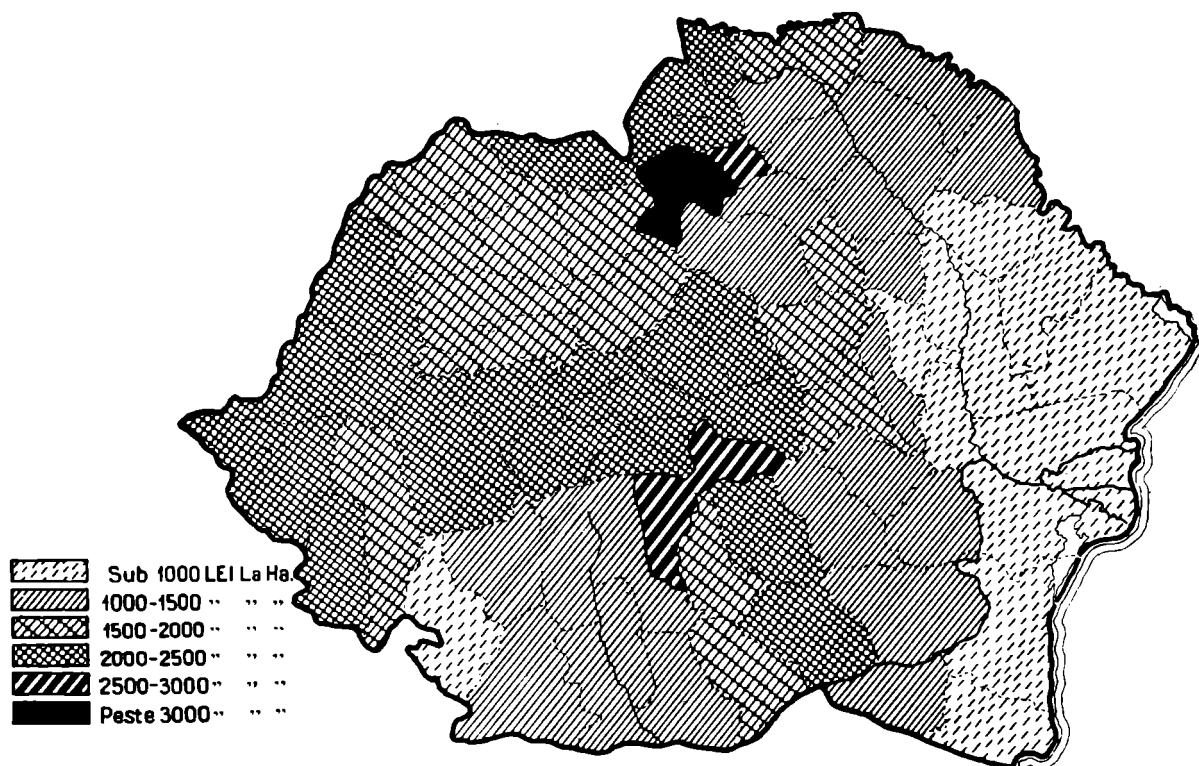 Sub 1000 LEI La Ha.
1000-1500 " " "
1500-2000 " " "
2000-2500 " " "
2500-3000 " " "
Peste 3000 " " "